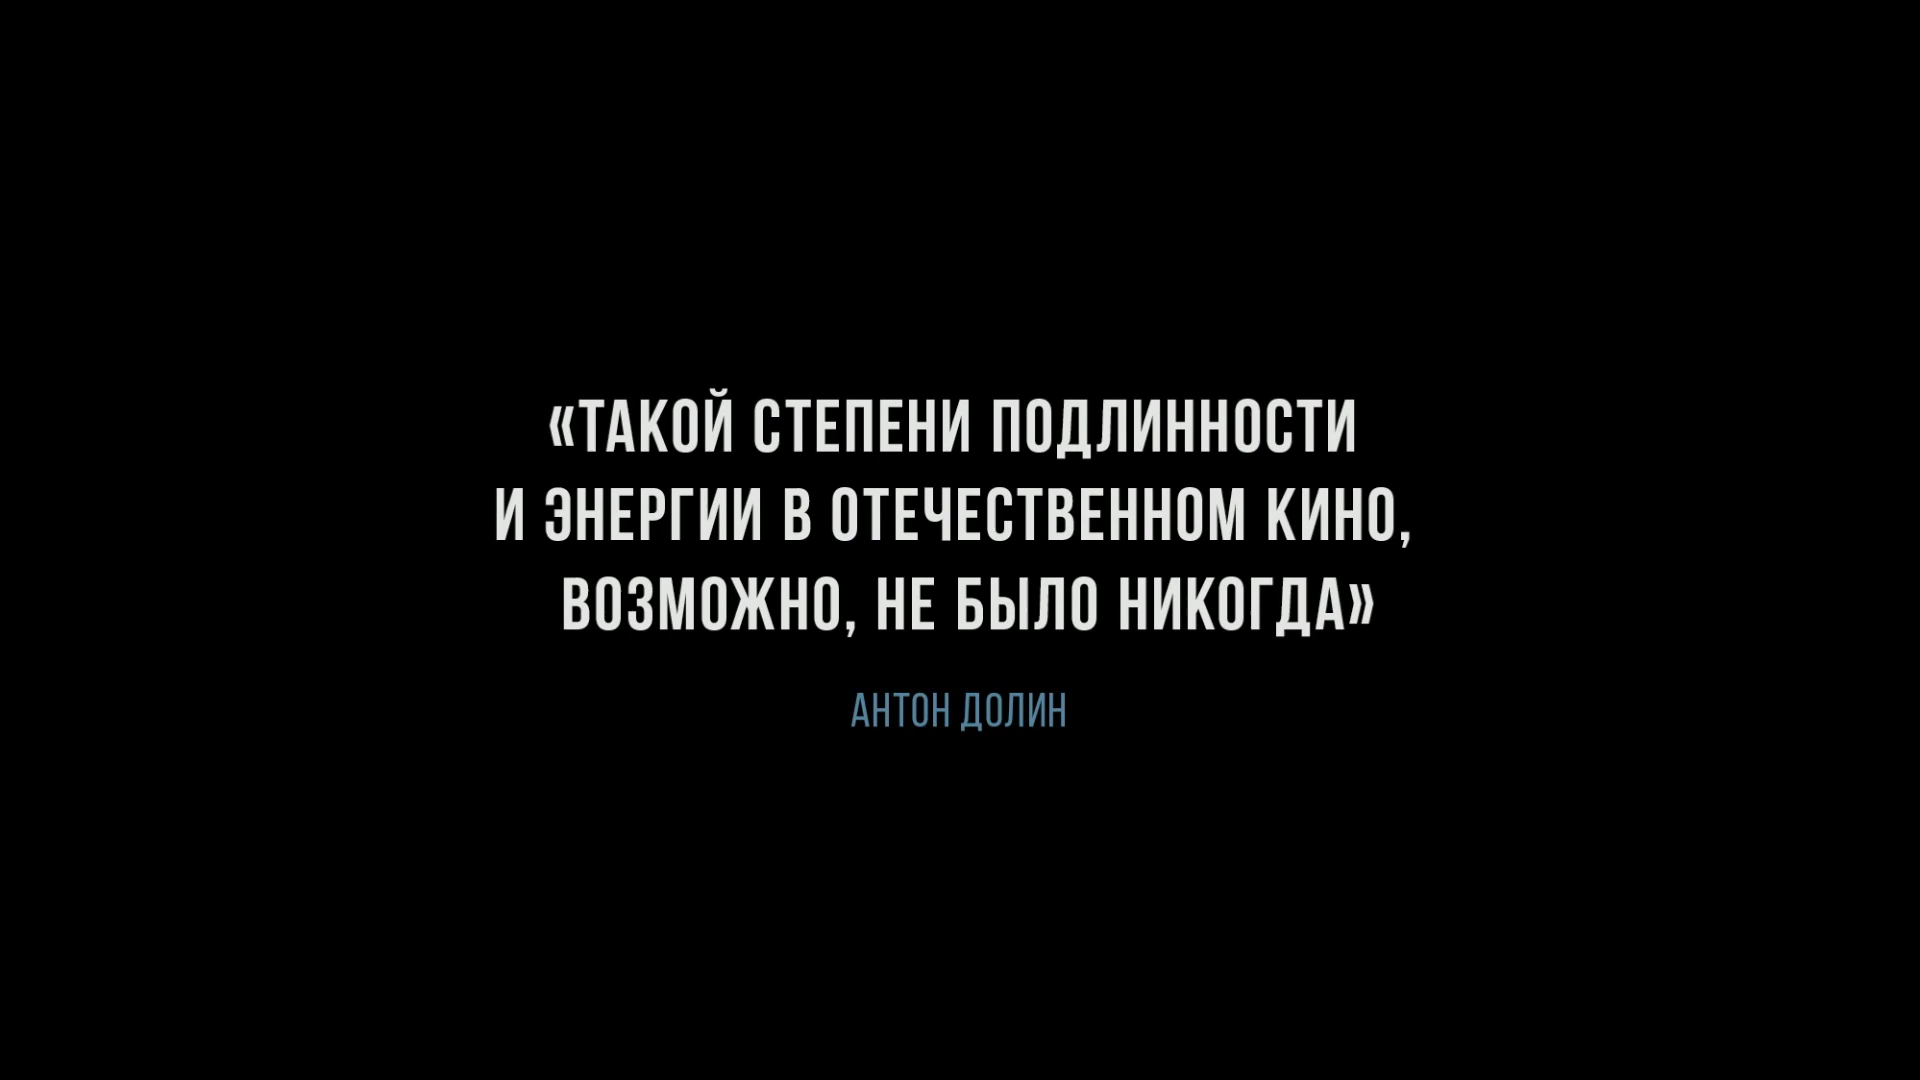 «ТАКОЙ СТЕПЕНИ ПОДЛИННОСТИ
И ЭНЕРГИИ В ОТЕЧЕСТВЕННОМ КИНО,
ВОЗМОЖНО, НЕ БЫЛО НИКОГДА»
АНТОН ДОЛИН